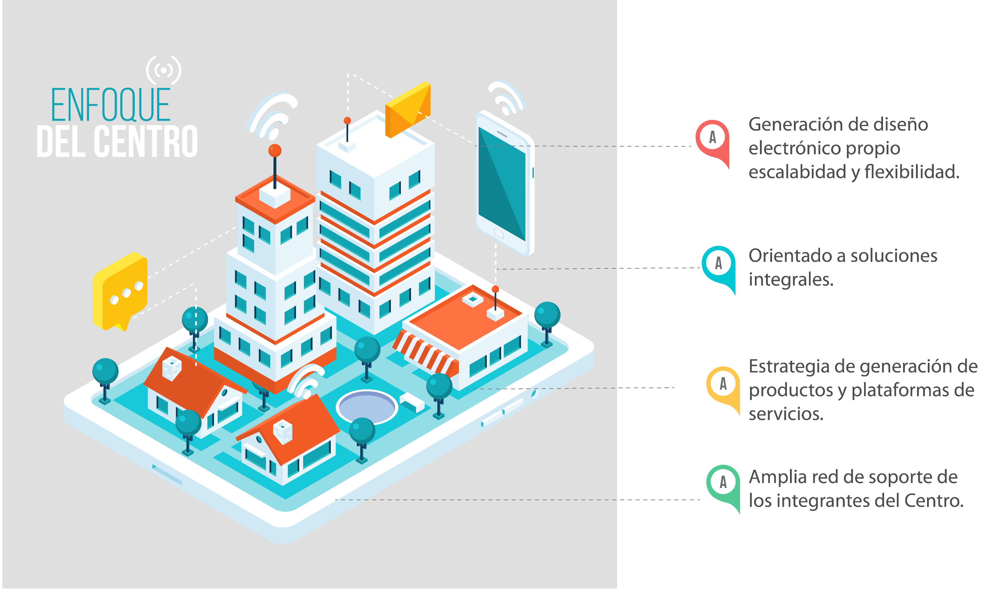 ENFOQUE
DEL CENTRO
A
Generación de diseño
electrónico propio
escalabidad y flexibilidad.
A
Orientado a soluciones
integrales.
A
Estrategia de generación de
productos y plataformas de
servicios.
A
Amplia red de soporte de
los integrantes del Centro.